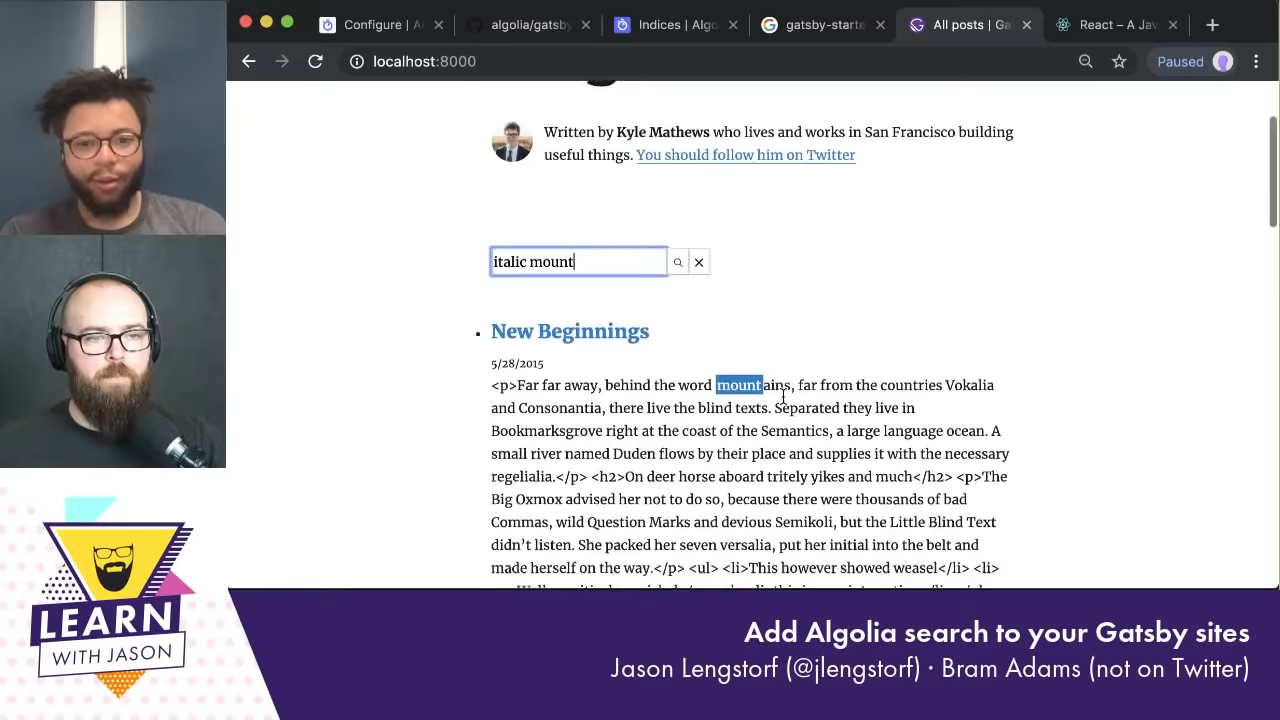 Configure | A
algolia/gatsby
Indices | Algo
gatsby-starte
All posts | Ga
React – A Jav
localhost:8000
Paused
Written by Kyle Mathews who lives and works in San Francisco building
useful things. You should follow him on Twitter
italic mount
New Beginnings
5/28/2015
<p>Far far away, behind the word mountains, far from the countries Vokalia
and Consonantia, there live the blind texts. Separated they live in
Bookmarksgrove right at the coast of the Semantics, a large language ocean. A
small river named Duden flows by their place and supplies it with the necessary
regelialia.</p> <h2>On deer horse aboard tritely yikes and much</h2> <p>The
Big Oxmox advised her not to do so, because there were thousands of bad
Commas, wild Question Marks and devious Semikoli, but the Little Blind Text
didn’t listen. She packed her seven versalia, put her initial into the belt and
made herself on the way.</p> <ul> <li>This however showed weasel</li> <li>
LEARN
WITH JASON
Add Algolia search to your Gatsby sites
Jason Lengstorf (@jlengstorf) · Bram Adams (not on Twitter)